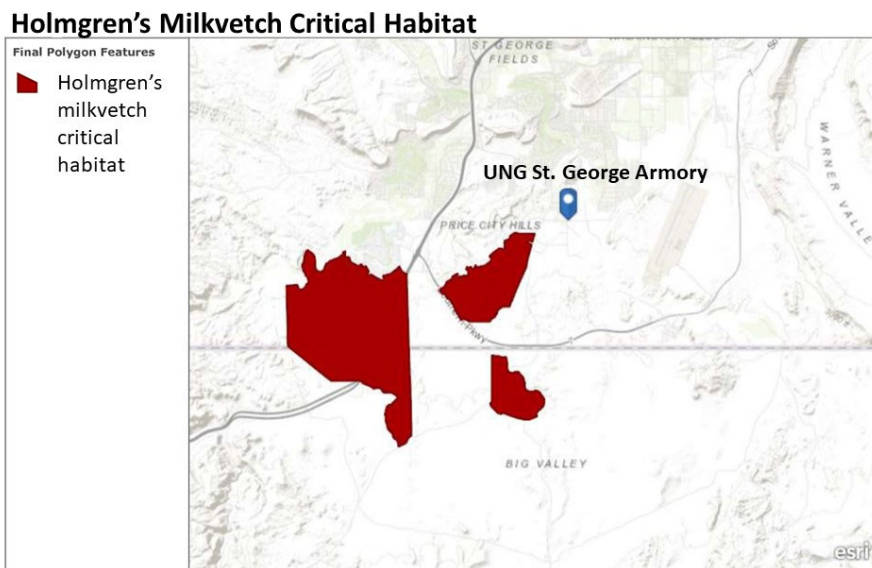 Holmgren's Milkvetch Critical Habitat
Final Polygon Features
Holmgren's
milkvetch
critical
habitat
ST GEORGE
FIELDS
UNG St. George Armory
WARNER VALLE
PRICE CITY HILLS
Pkwy
BIG VALLEY
esri